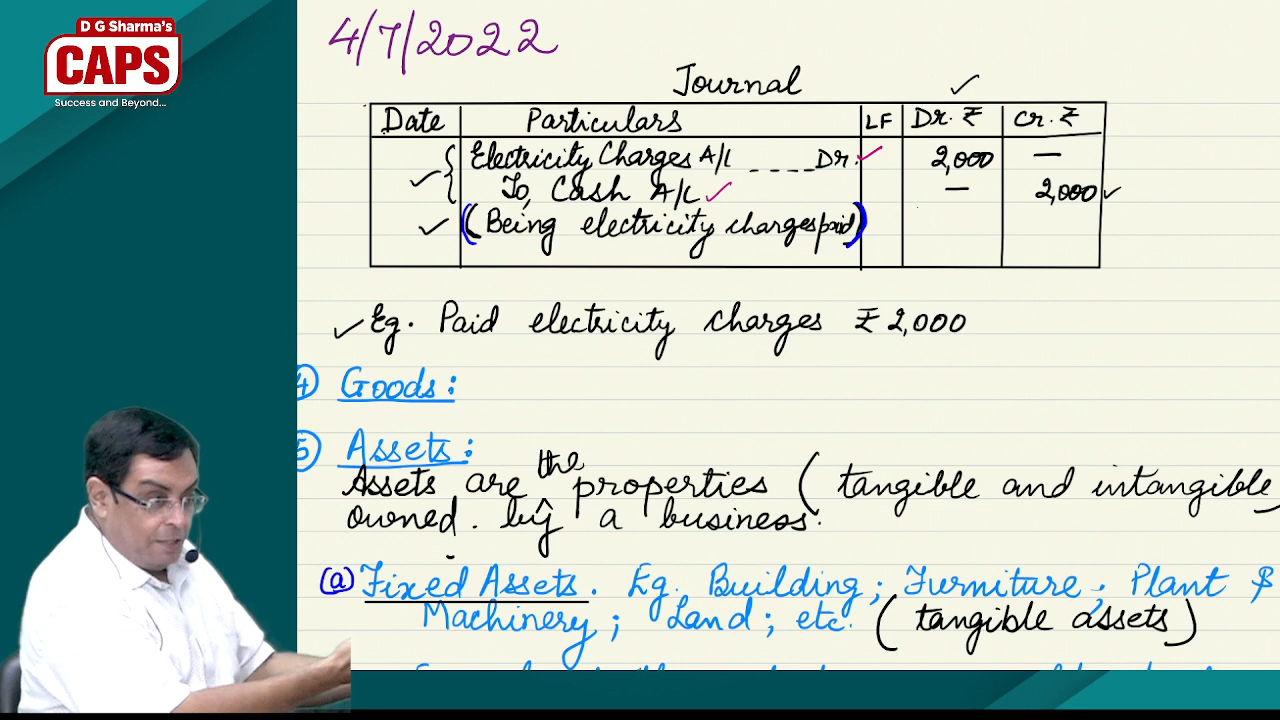 D G Sharma's
CAPS
Success and Beyond...
4/7/2022
Journal
Date Particulars LF Dr. ₹ Cr. ₹
Electricity Charges A/c ----- Dr. 2,000 —
To, Cash A/c — 2,000
(Being electricity charges paid)
Eg. Paid electricity charges ₹ 2,000
4) Goods:
5) Assets:
Assets are the properties (tangible and intangible)
owned. by a business.
(a) Fixed Assets. Eg. Building; Furniture; Plant &
Machinery; Land; etc. (tangible assets)